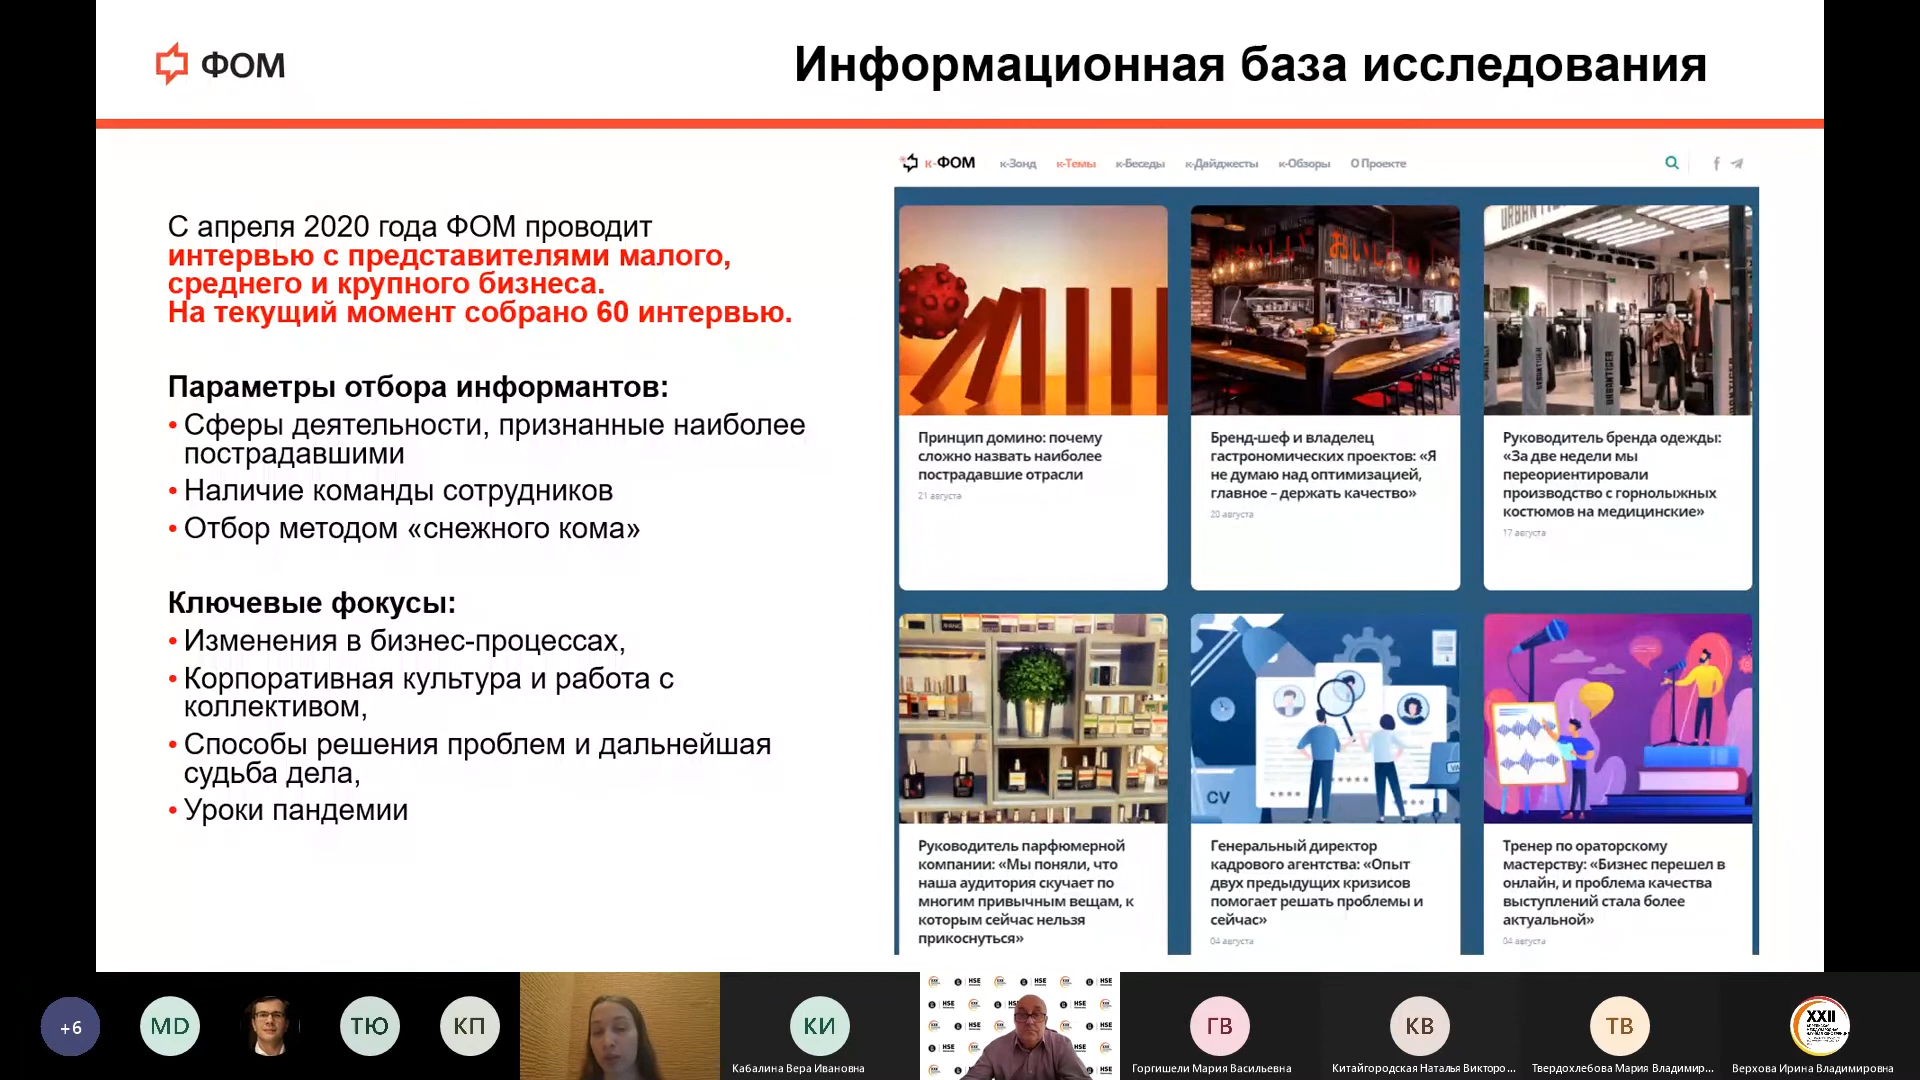 ФОМ
Информационная база исследования
С апреля 2020 года ФОМ проводит
интервью с представителями малого,
среднего и крупного бизнеса.
На текущий момент собрано 60 интервью.
Параметры отбора информантов:
• Сферы деятельности, признанные наиболее
пострадавшими
• Наличие команды сотрудников
• Отбор методом «снежного кома»
Ключевые фокусы:
• Изменения в бизнес-процессах,
• Корпоративная культура и работа с
коллективом,
• Способы решения проблем и дальнейшая
судьба дела,
• Уроки пандемии
к-ФОМ к-Зонд к-Темы к-Беседы к-Дайджесты к-Обзоры О Проекте
URBANTIGER
Принцип домино: почему
сложно назвать наиболее
пострадавшие отрасли
21 августа
Бренд-шеф и владелец
гастрономических проектов: «Я
не думаю над оптимизацией,
главное – держать качество»
20 августа
Руководитель бренда одежды:
«За две недели мы
переориентировали
производство с горнолыжных
костюмов на медицинские»
17 августа
CV
Руководитель парфюмерной
компании: «Мы поняли, что
наша аудитория скучает по
многим привычным вещам, к
которым сейчас нельзя
прикоснуться»
Генеральный директор
кадрового агентства: «Опыт
двух предыдущих кризисов
помогает решать проблемы и
сейчас»
04 августа
Тренер по ораторскому
мастерству: «Бизнес перешел в
онлайн, и проблема качества
выступлений стала более
актуальной»
04 августа
+6
MD
ТЮ
КП
КИ
Кабалина Вера Ивановна
HSE
ГВ
Горгишели Мария Васильевна
КВ
Китайгородская Наталья Викторо...
ТВ
Твердохлебова Мария Владимир...
XXII
Верхова Ирина Владимировна